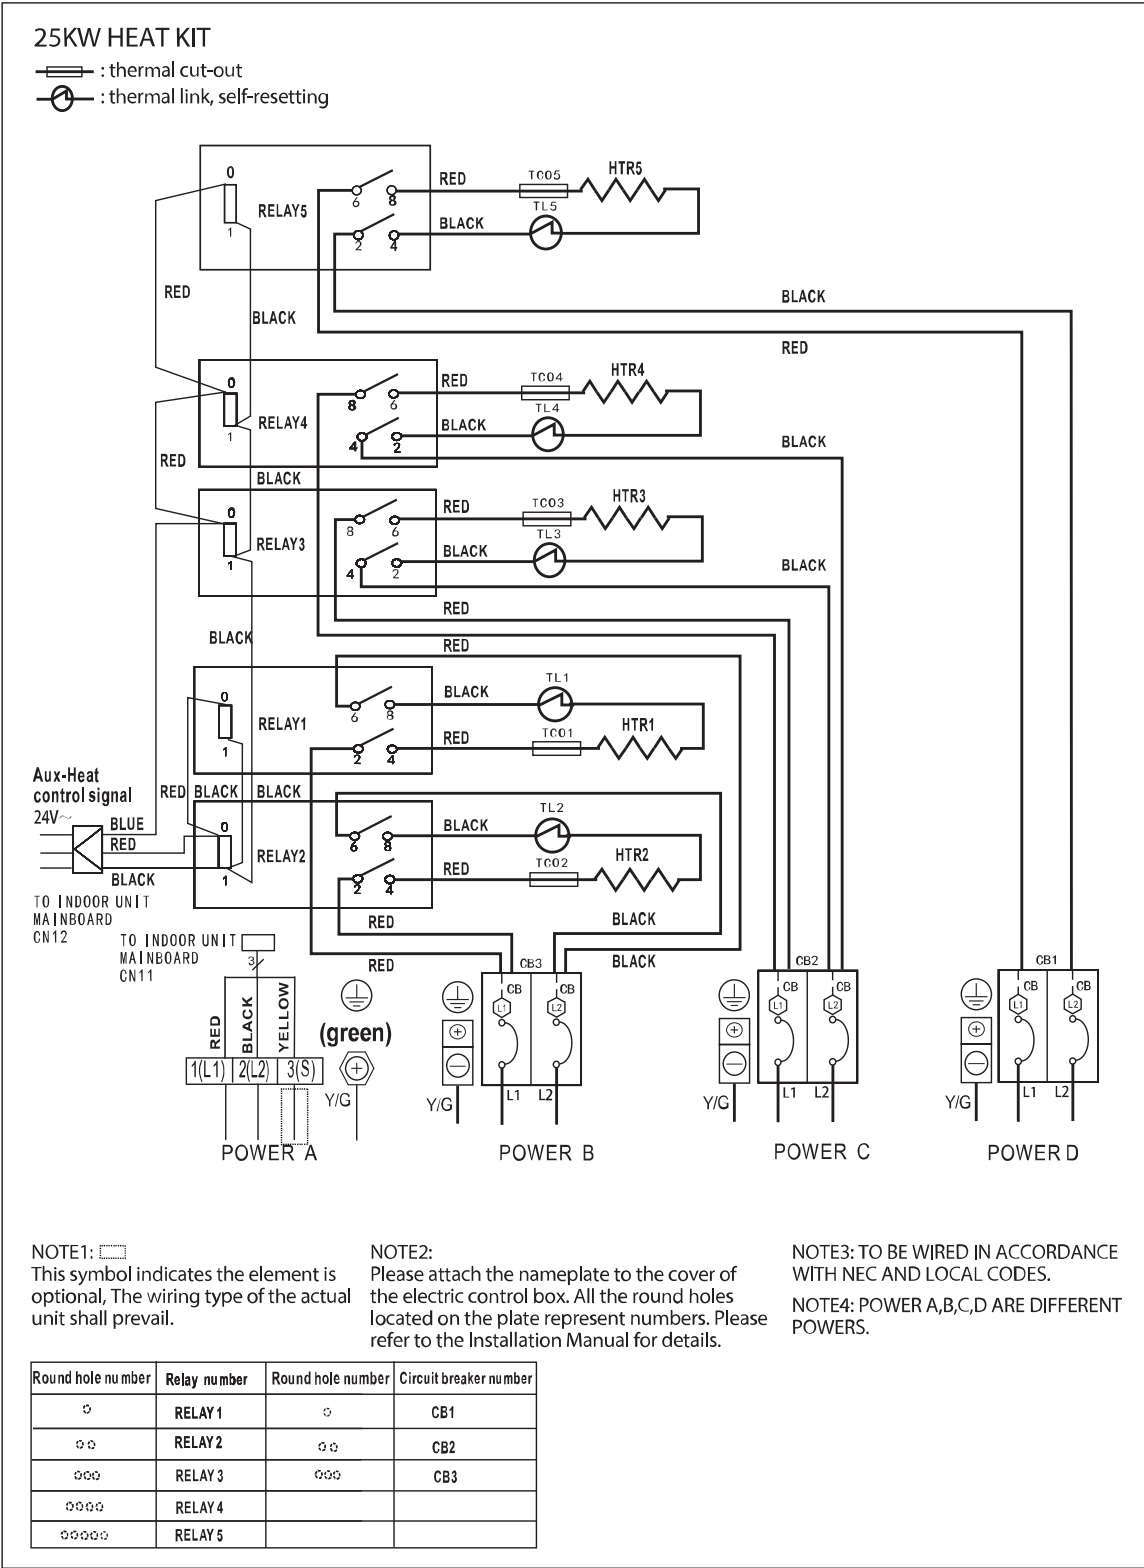 25KW HEAT KIT
: thermal cut-out
: thermal link, self-resetting
0
1
RELAY5
6
8
2
4
RED
TCO5
HTR5
BLACK
TL5
RED
BLACK
BLACK
RED
0
1
RELAY4
8
6
4
2
RED
TCO4
HTR4
BLACK
TL4
BLACK
RED
BLACK
0
1
RELAY3
8
6
4
2
RED
TCO3
HTR3
BLACK
TL3
BLACK
RED
BLACK
RED
0
1
RELAY1
6
8
2
4
BLACK
TL1
RED
TCO1
HTR1
Aux-Heat
control signal
24V~
RED
BLACK
BLACK
BLUE
RED
BLACK
TO INDOOR UNIT
MAINBOARD
CN12
0
1
RELAY2
6
8
2
4
BLACK
TL2
RED
TCO2
HTR2
RED
BLACK
RED
BLACK
TO INDOOR UNIT
MAINBOARD
CN11
3
RED
BLACK
YELLOW
(green)
1(L1)
2(L2)
3(S)
Y/G
POWER A
CB3
CB
CB
L1
L2
L1
L2
Y/G
POWER B
CB2
CB
CB
L1
L2
L1
L2
Y/G
POWER C
CB1
CB
CB
L1
L2
L1
L2
Y/G
POWER D
NOTE1:
This symbol indicates the element is
optional, The wiring type of the actual
unit shall prevail.
NOTE2:
Please attach the nameplate to the cover of
the electric control box. All the round holes
located on the plate represent numbers. Please
refer to the Installation Manual for details.
NOTE3: TO BE WIRED IN ACCORDANCE
WITH NEC AND LOCAL CODES.
NOTE4: POWER A,B,C,D ARE DIFFERENT
POWERS.
Round hole number Relay number Round hole number Circuit breaker number
RELAY 1 CB1
RELAY 2 CB2
RELAY 3 CB3
RELAY 4
RELAY 5